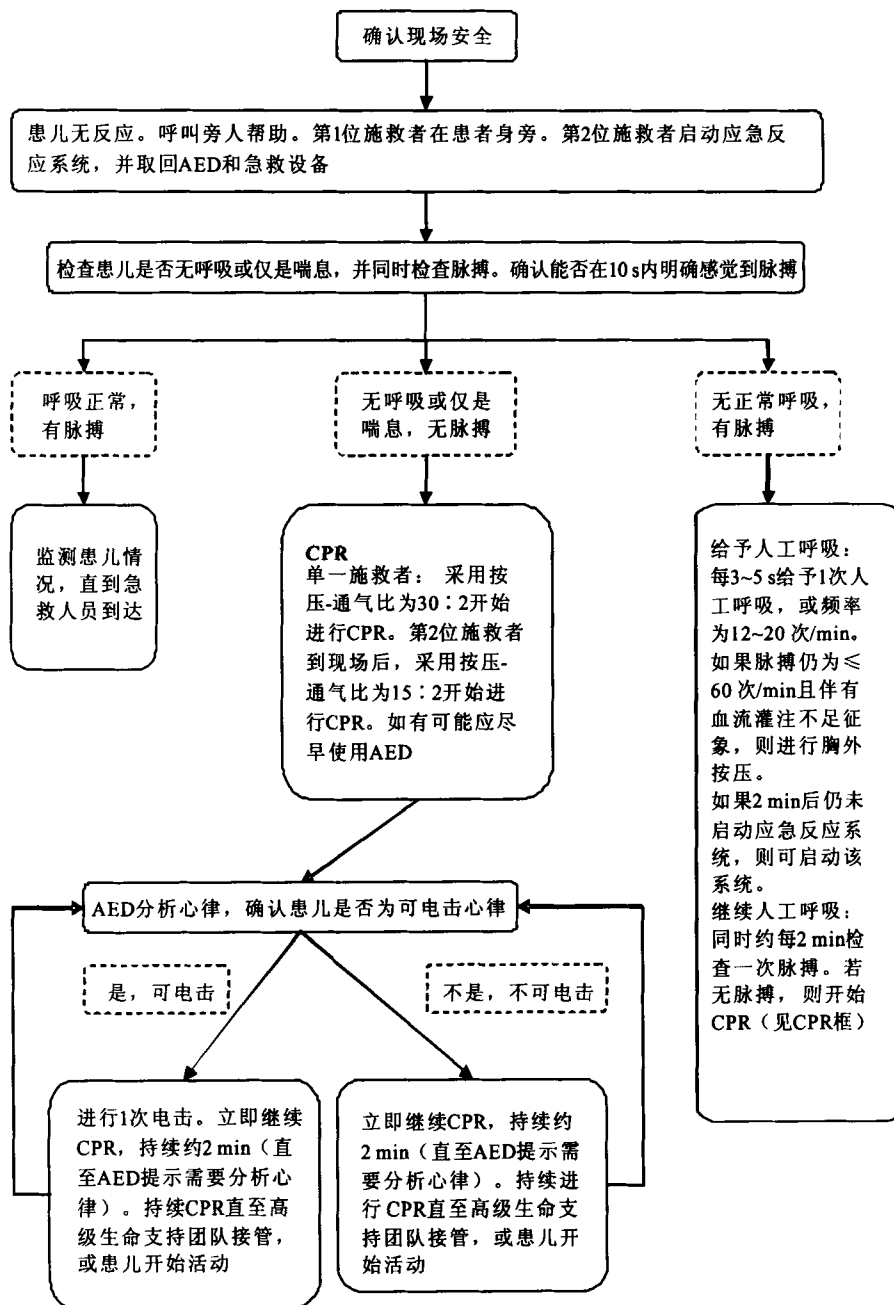 确认现场安全
患儿无反应。呼叫旁人帮助。第1位施救者在患者身旁。第2位施救者启动应急反
应系统，并取回AED和急救设备
检查患儿是否无呼吸或仅是喘息，并同时检查脉搏。确认能否在10 s内明确感觉到脉搏
呼吸正常，
有脉搏
无呼吸或仅是
喘息，无脉搏
无正常呼吸，
有脉搏
监测患儿情
况，直到急
救人员到达
CPR
单一施救者： 采用按
压-通气比为30∶2开始
进行CPR。第2位施救者
到现场后，采用按压-
通气比为15∶2开始进
行CPR。如有可能应尽
早使用AED
给予人工呼吸：
每3~5 s给予1次人
工呼吸，或频率
为12~20 次/min。
如果脉搏仍为≤
60 次/min且伴有
血流灌注不足征
象，则进行胸外
按压。
如果2 min后仍未
启动应急反应系
统，则可启动该
系统。
继续人工呼吸：
同时约每2 min检
查一次脉搏。若
无脉搏，则开始
CPR（见CPR框）
AED分析心律，确认患儿是否为可电击心律
是，可电击
不是，不可电击
进行1次电击。立即继续
CPR，持续约2 min（直
至AED提示需要分析心
律）。持续CPR直至高
级生命支持团队接管，
或患儿开始活动
立即继续CPR，持续约
2 min（直至AED提示需
要分析心律）。持续进
行CPR直至高级生命支
持团队接管，或患儿开
始活动